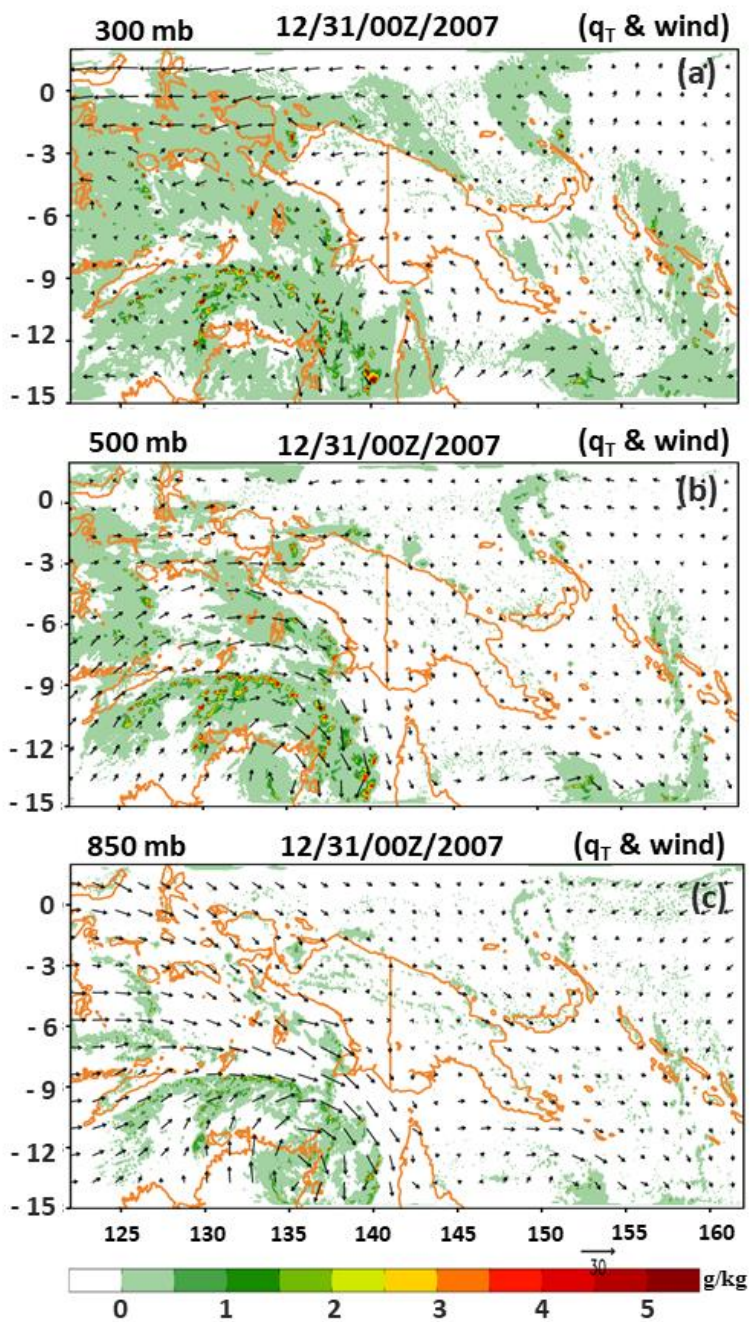 300 mb 12/31/00Z/2007 (qT & wind)
(a)
0
- 3
- 6
- 9
- 12
- 15
500 mb 12/31/00Z/2007 (qT & wind)
(b)
0
- 3
- 6
- 9
- 12
- 15
850 mb 12/31/00Z/2007 (qT & wind)
(c)
0
- 3
- 6
- 9
- 12
- 15
125 130 135 140 145 150 155 160
30
g/kg
0 1 2 3 4 5